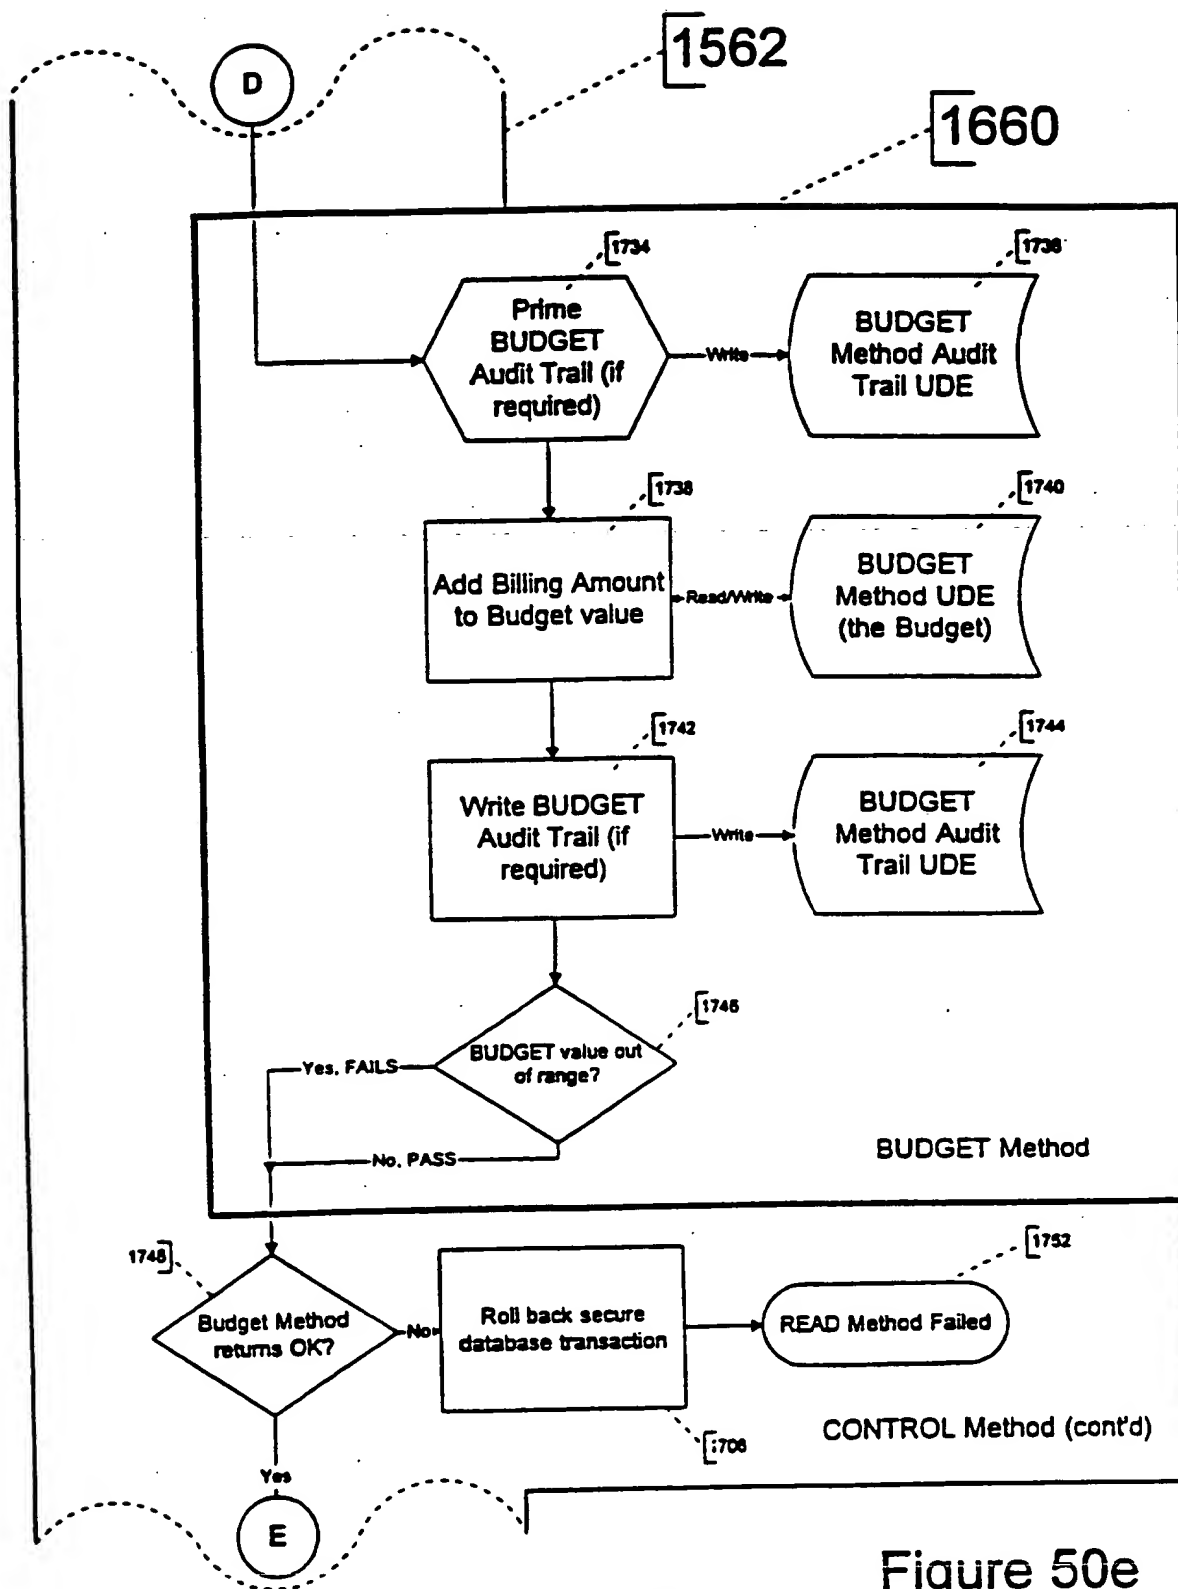 1562
D
1660
1734
1736
Prime
BUDGET
Audit Trail (if
required)
Write
BUDGET
Method Audit
Trail UDE
1738
1740
Add Billing Amount
to Budget value
Read/Write
BUDGET
Method UDE
(the Budget)
1742
1744
Write BUDGET
Audit Trail (if
required)
Write
BUDGET
Method Audit
Trail UDE
1746
BUDGET value out
of range?
Yes, FAILS
No, PASS
BUDGET Method
1748
1752
Budget Method
returns OK?
No
Roll back secure
database transaction
READ Method Failed
1706
CONTROL Method (cont'd)
Yes
E
Figure 50e